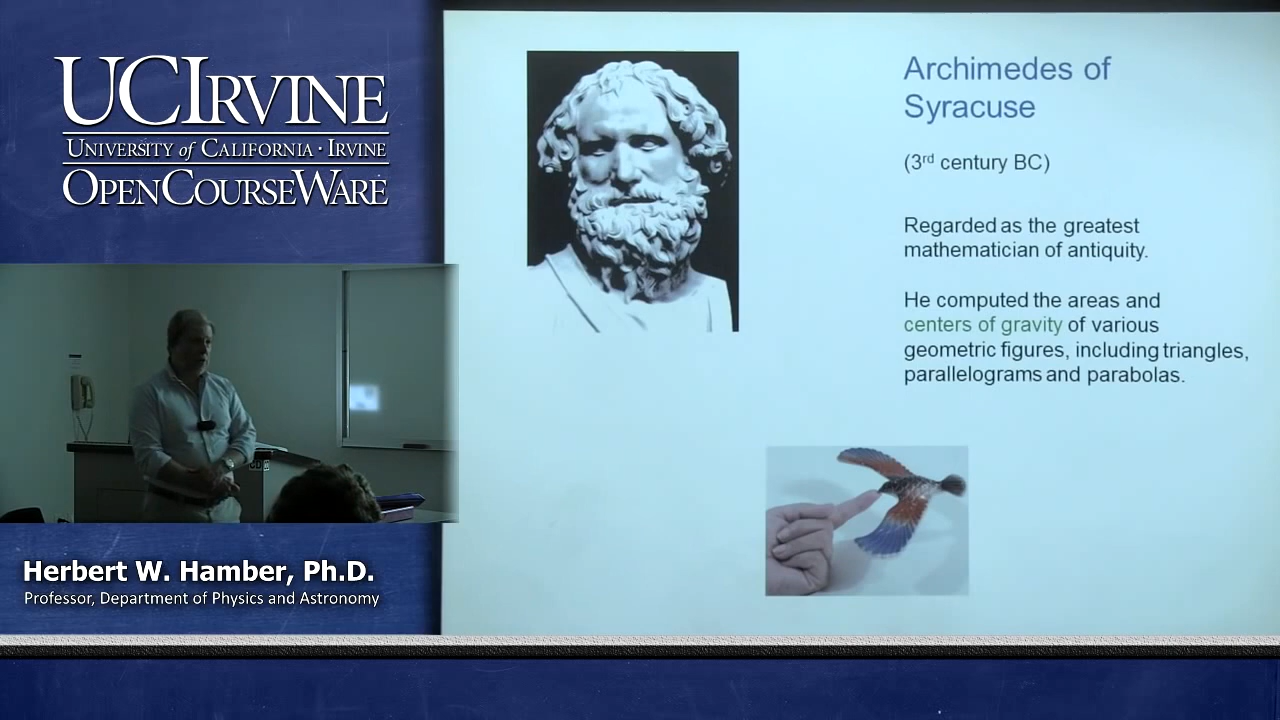 UCIRVINE
UNIVERSITY of CALIFORNIA · IRVINE
OPENCOURSEWARE
Herbert W. Hamber, Ph.D.
Professor, Department of Physics and Astronomy
Archimedes of
Syracuse
(3rd century BC)
Regarded as the greatest
mathematician of antiquity.
He computed the areas and
centers of gravity of various
geometric figures, including triangles,
parallelograms and parabolas.